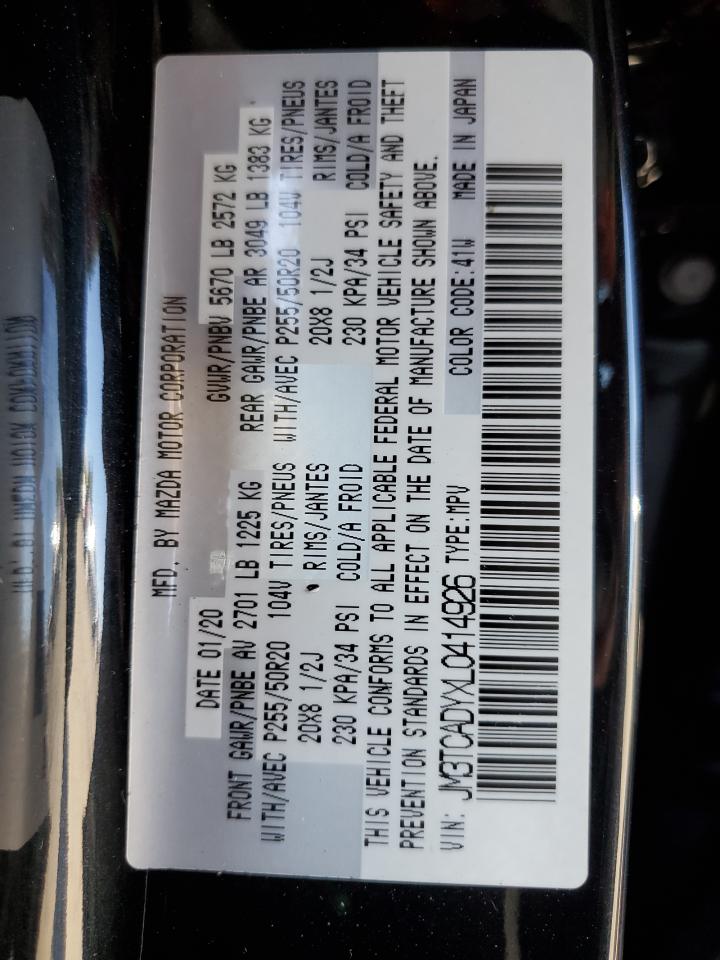 MFD. BY MAZDA MOTOR CORPORATION
DATE 01/20 GVWR/PNBV 5670 LB 2572 KG
FRONT GAWR/PNBE AV 2701 LB 1225 KG REAR GAWR/PNBE AR 3049 LB 1383 KG
WITH/AVEC P255/50R20 104V TIRES/PNEUS WITH/AVEC P255/50R20 104V TIRES/PNEUS
20X8 1/2J RIMS/JANTES 20X8 1/2J RIMS/JANTES
230 KPA/34 PSI COLD/A FROID 230 KPA/34 PSI COLD/A FROID
THIS VEHICLE CONFORMS TO ALL APPLICABLE FEDERAL MOTOR VEHICLE SAFETY AND THEFT
PREVENTION STANDARDS IN EFFECT ON THE DATE OF MANUFACTURE SHOWN ABOVE.
VIN: JM3TCADYXL0414926 TYPE:MPV COLOR CODE:41W MADE IN JAPAN